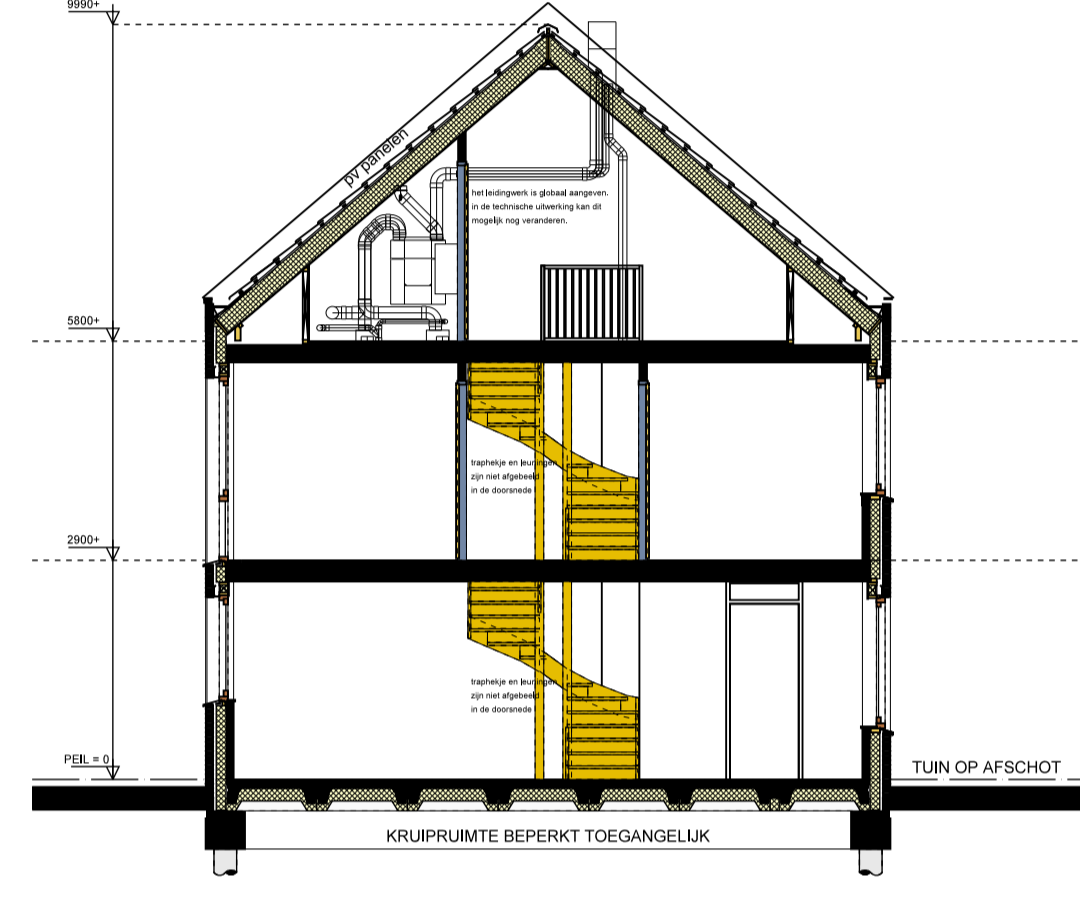 9990+
pv panelen
het leidingwerk is globaal aangeven.
in de technische uitwerking kan dit
mogelijk nog veranderen.
5800+
traphekje en leuningen
zijn niet afgebeeld
in de doorsnede
2900+
traphekje en leuningen
zijn niet afgebeeld
in de doorsnede
PEIL = 0
TUIN OP AFSCHOT
KRUIPRUIMTE BEPERKT TOEGANGELIJK